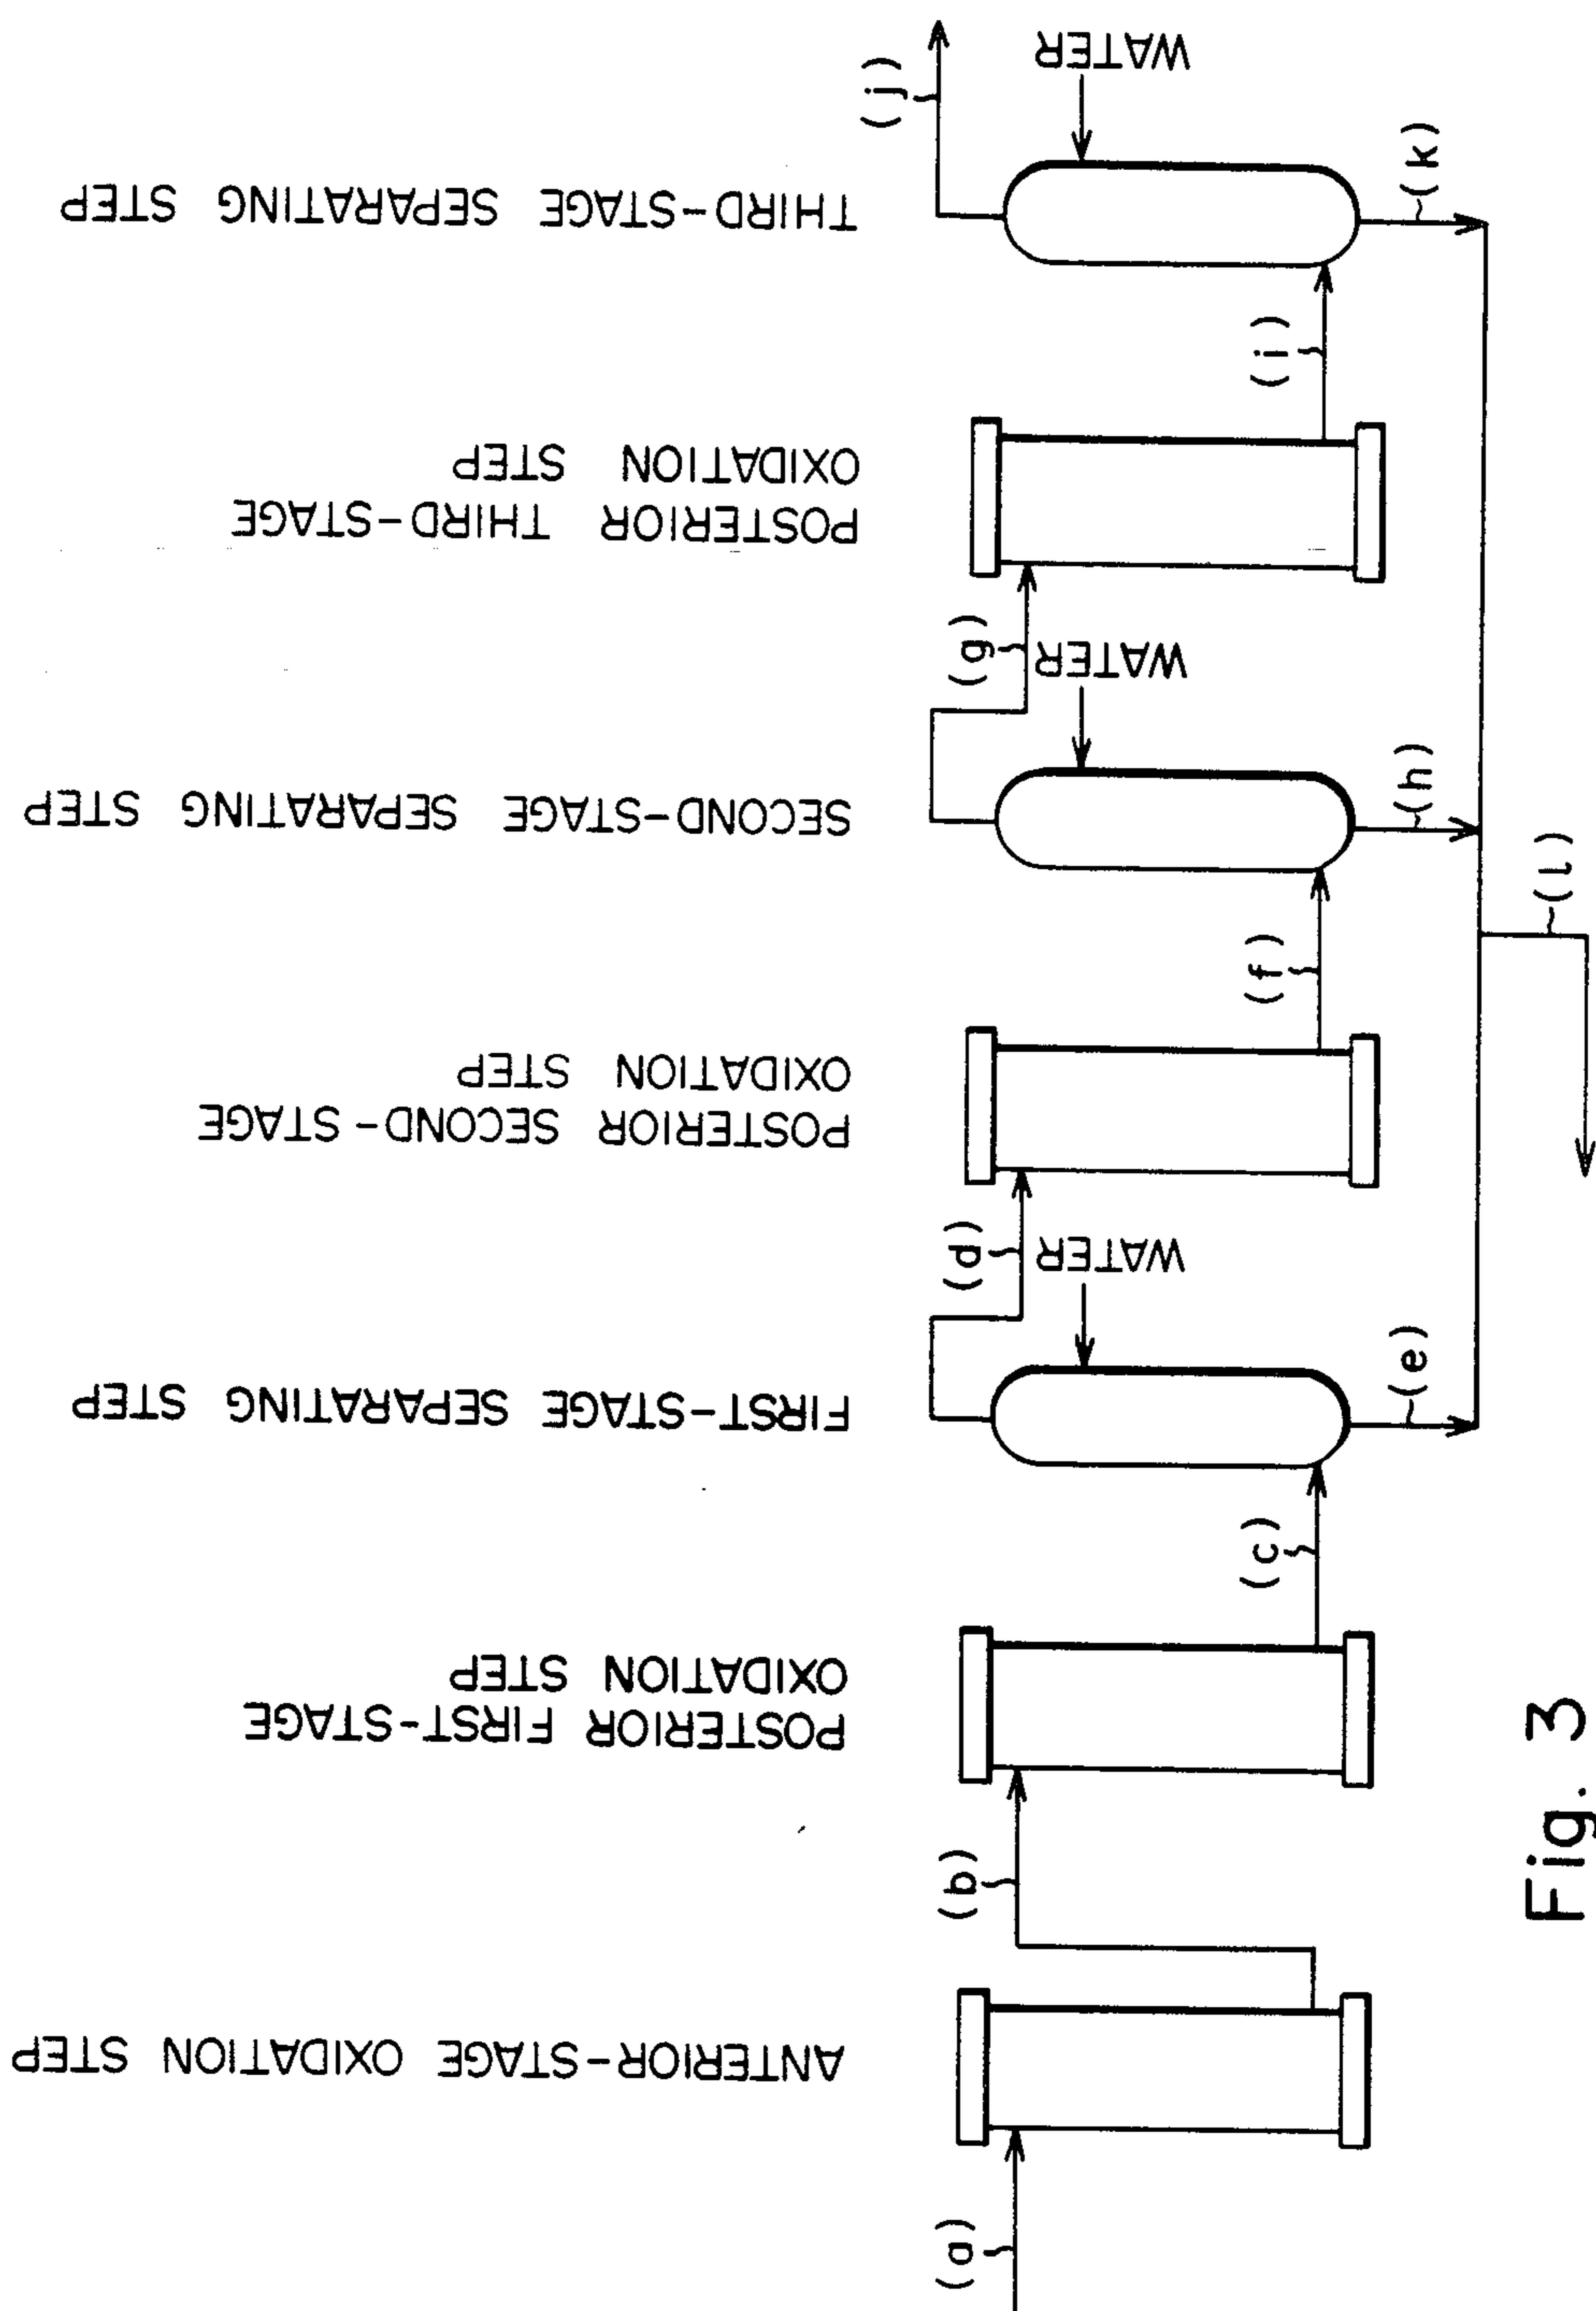 ANTERIOR-STAGE OXIDATION STEP
POSTERIOR FIRST-STAGE
OXIDATION STEP
FIRST-STAGE SEPARATING STEP
POSTERIOR SECOND-STAGE
OXIDATION STEP
SECOND-STAGE SEPARATING STEP
POSTERIOR THIRD-STAGE
OXIDATION STEP
THIRD-STAGE SEPARATING STEP
(a)
(b)
(c)
(d)
WATER
(e)
(f)
(g)
WATER
(h)
(i)
(j)
WATER
(k)
(l)
Fig. 3